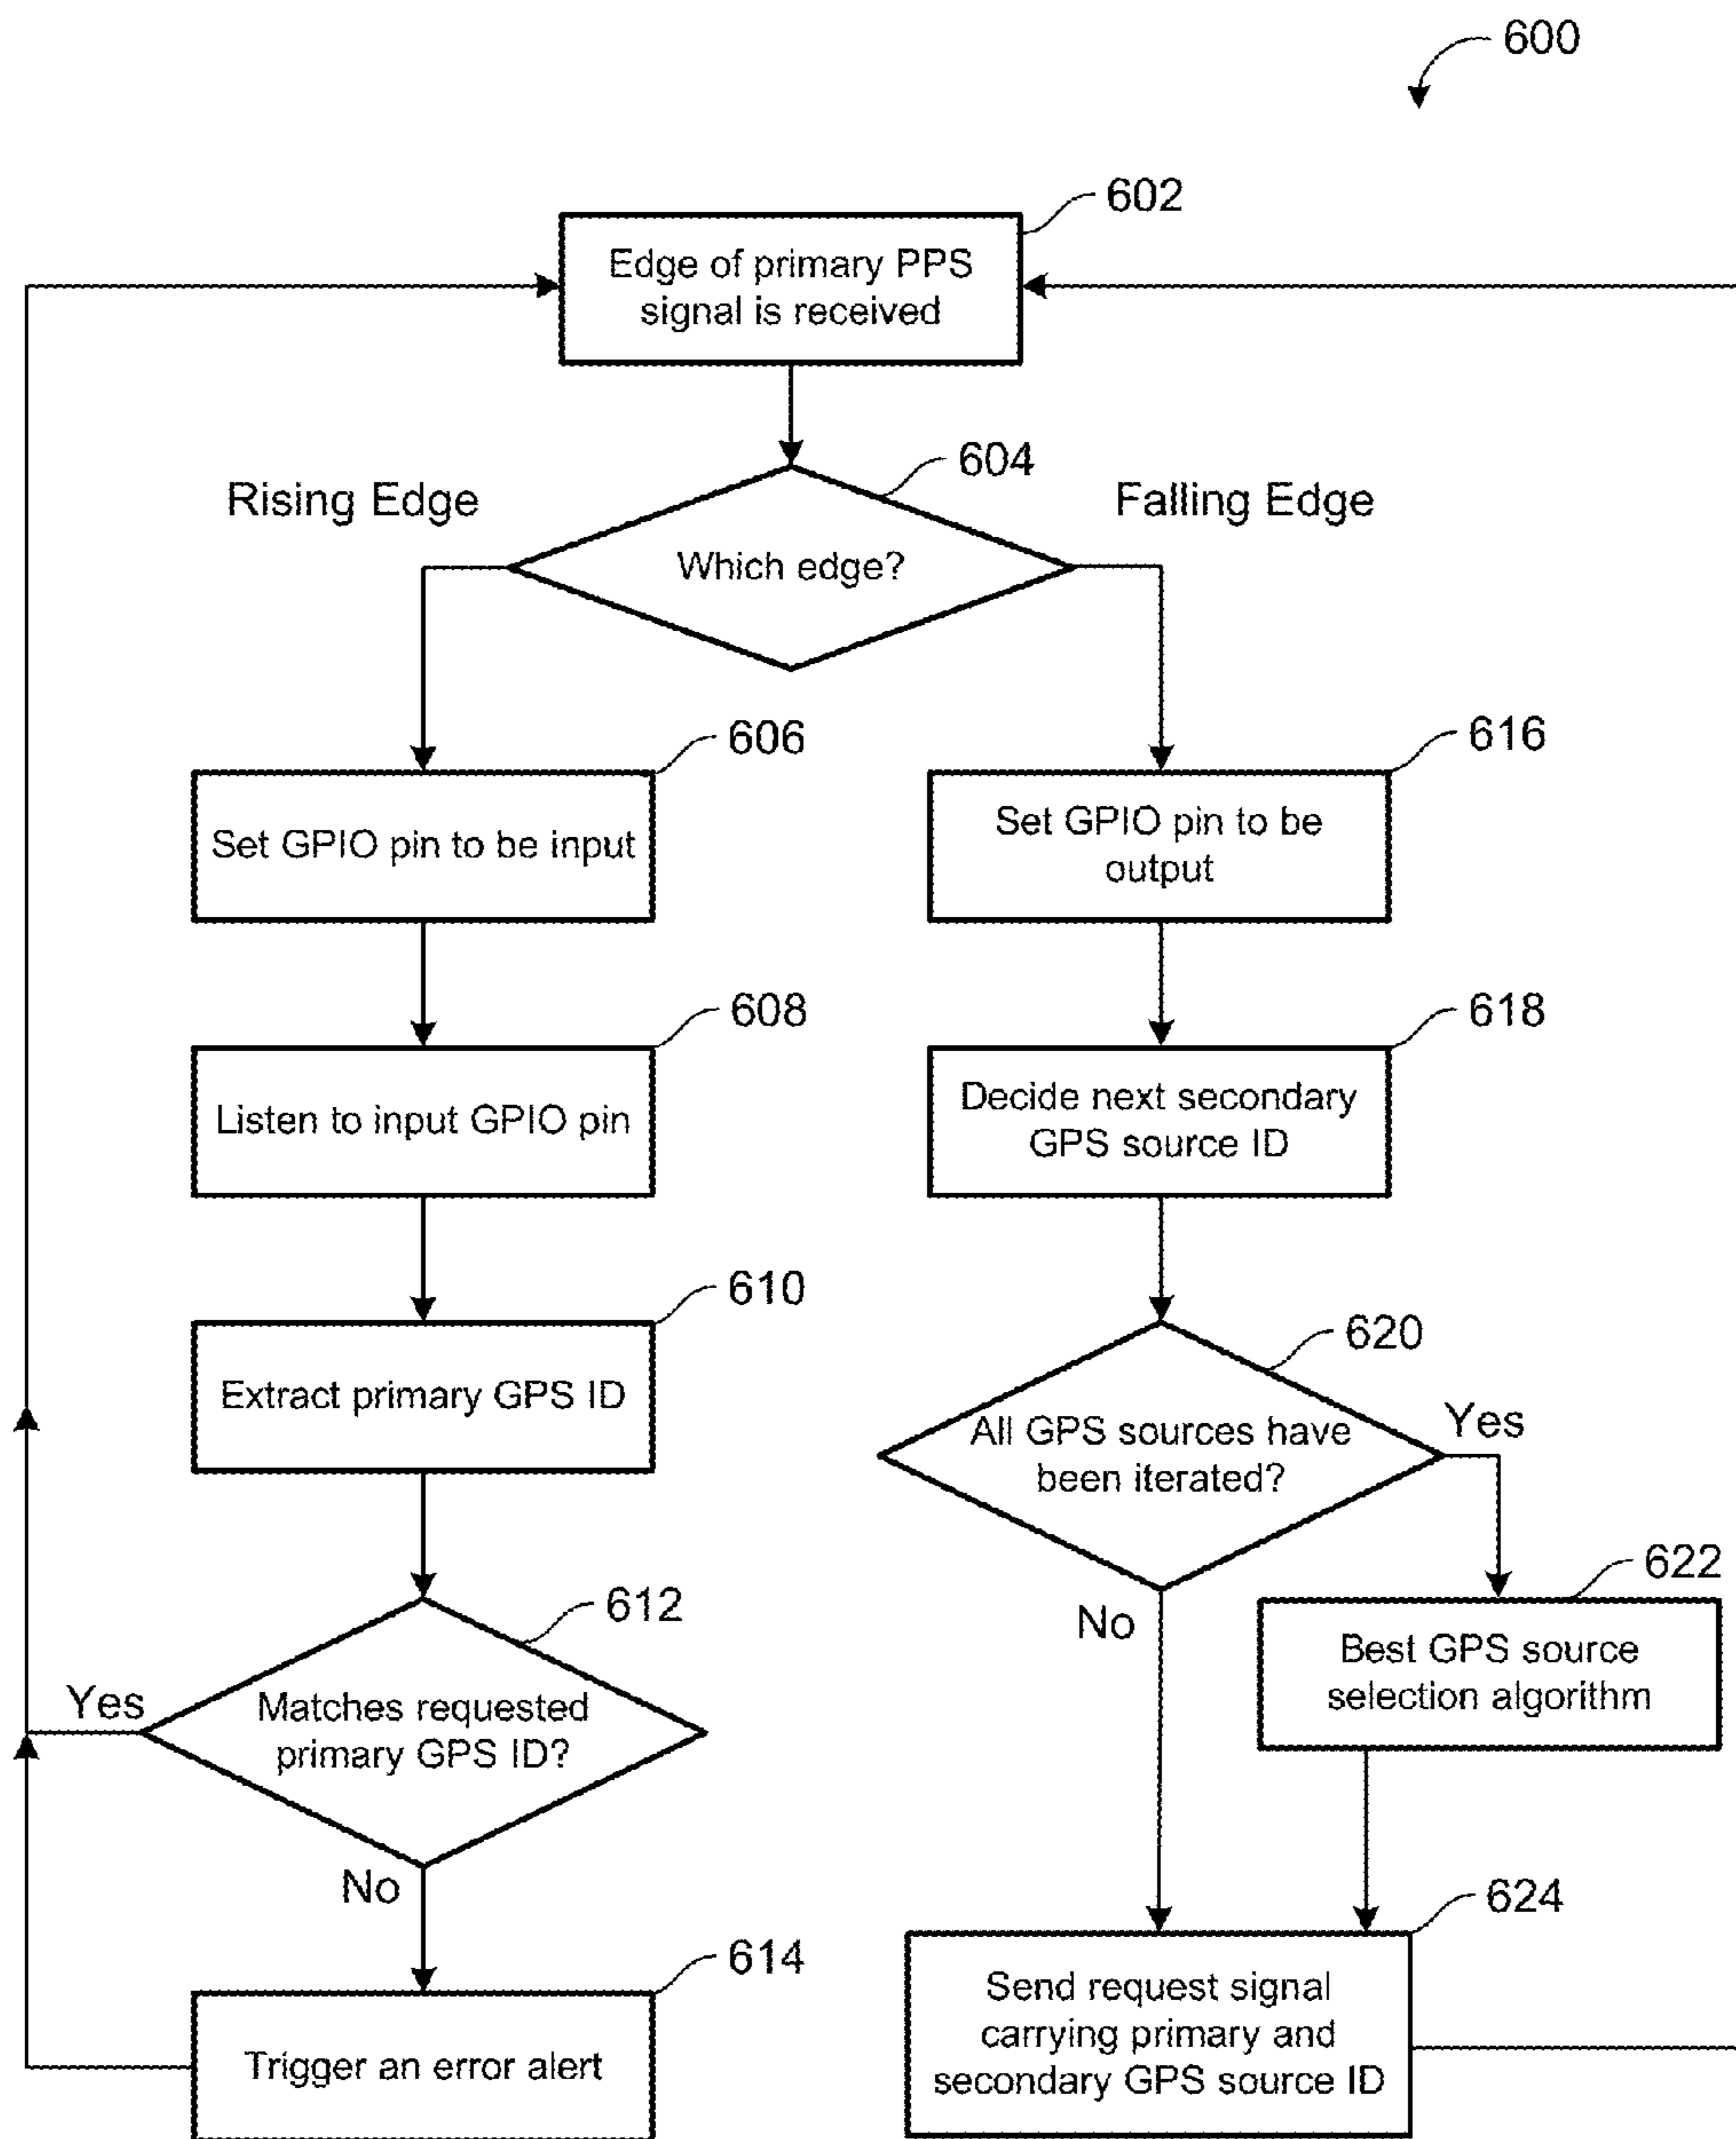 600
602
Edge of primary PPS
signal is received
604
Rising Edge
Falling Edge
Which edge?
606
Set GPIO pin to be input
616
Set GPIO pin to be
output
608
Listen to input GPIO pin
618
Decide next secondary
GPS source ID
610
Extract primary GPS ID
620
All GPS sources have
been iterated?
Yes
No
612
Matches requested
primary GPS ID?
Yes
No
622
Best GPS source
selection algorithm
614
Trigger an error alert
624
Send request signal
carrying primary and
secondary GPS source ID